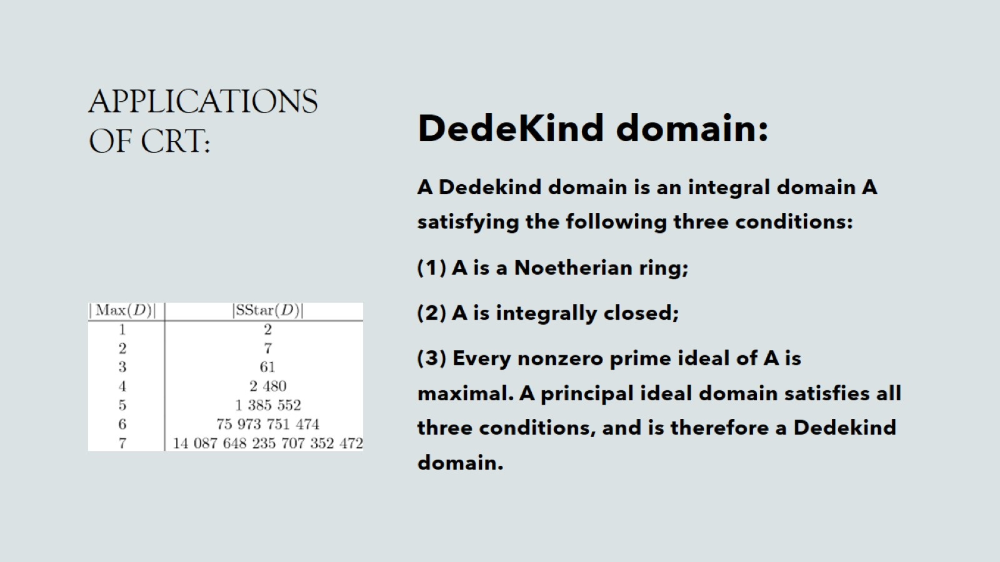 APPLICATIONS
OF CRT:
|Max(D)| |SStar(D)|
1 2
2 7
3 61
4 2 480
5 1 385 552
6 75 973 751 474
7 14 087 648 235 707 352 472
DedeKind domain:
A Dedekind domain is an integral domain A
satisfying the following three conditions:
(1) A is a Noetherian ring;
(2) A is integrally closed;
(3) Every nonzero prime ideal of A is
maximal. A principal ideal domain satisfies all
three conditions, and is therefore a Dedekind
domain.